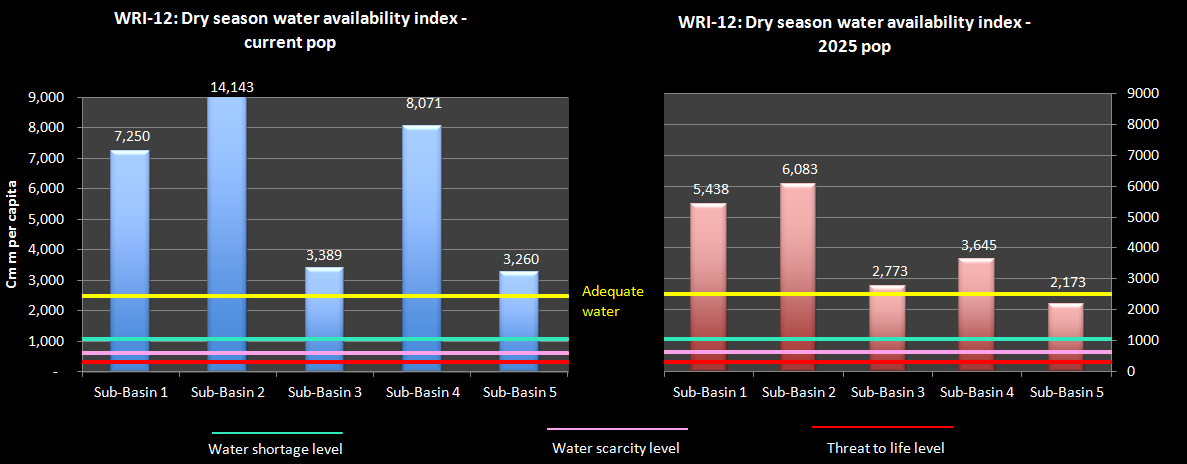 WRI-12: Dry season water availability index -
current pop
14,143
9,000
8,071
8,000
7,250
7,000
6,000
5,000
4,000
3,389
3,260
3,000
2,000
1,000
-
Cm m per capita
Sub-Basin 1 Sub-Basin 2 Sub-Basin 3 Sub-Basin 4 Sub-Basin 5
Adequate
water
WRI-12: Dry season water availability index -
2025 pop
9000
8000
7000
6,083
6000
5,438
5000
4000
3,645
3000
2,773
2,173
2000
1000
0
Sub-Basin 1 Sub-Basin 2 Sub-Basin 3 Sub-Basin 4 Sub-Basin 5
Water shortage level
Water scarcity level
Threat to life level